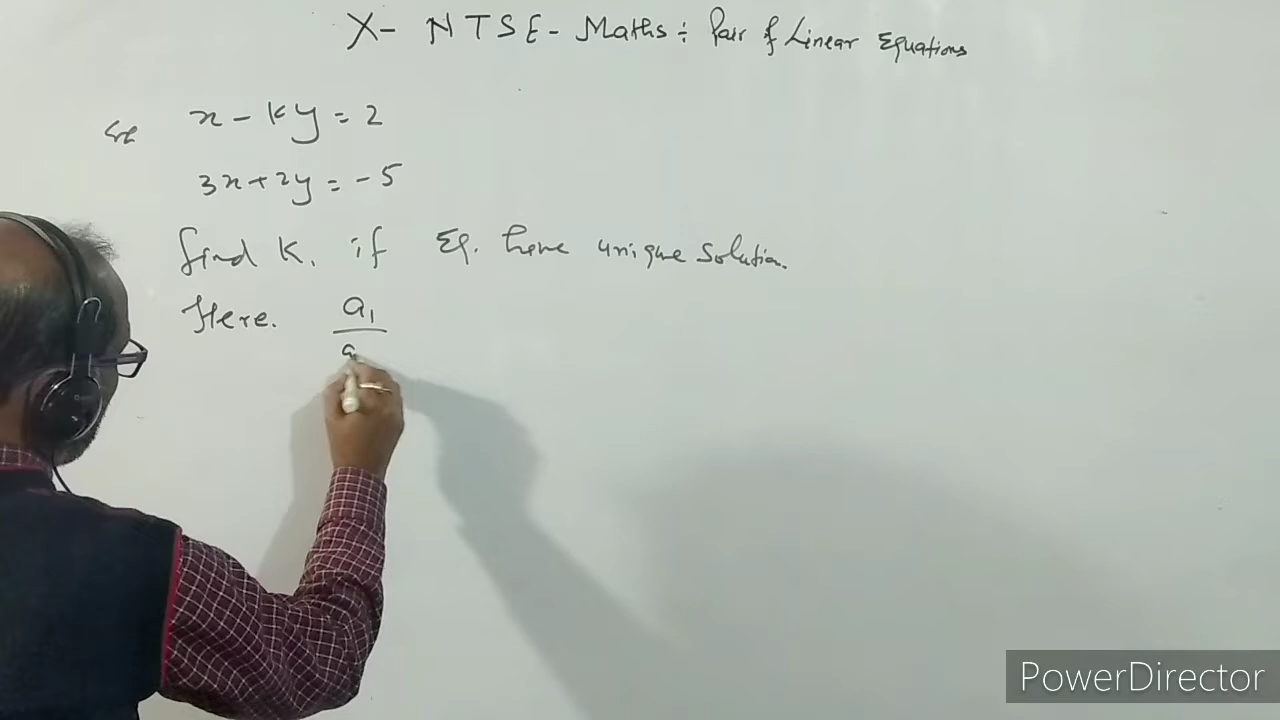 X- NTSE- Maths ÷ Pair of Linear Equations
x - ky = 2
3x + 2y = -5
find K, if Eq. have unique solution.
Here. a₁
a
PowerDirector